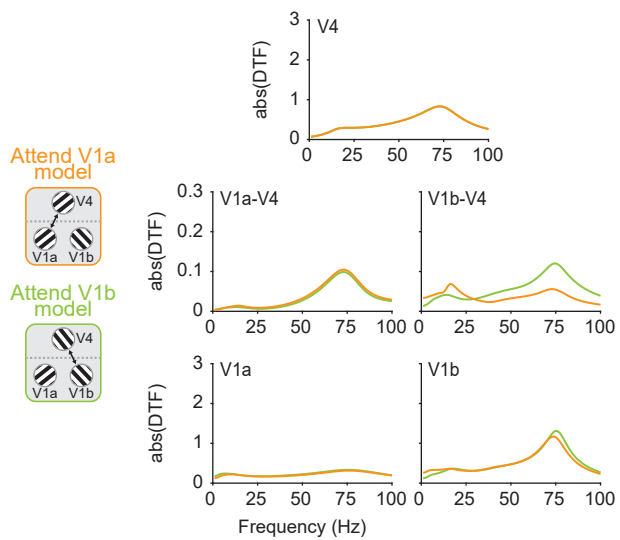 V4
abs(DTF)
3
2
1
0
0 25 50 75 100
Attend V1a
model
V4
V1a V1b
Attend V1b
model
V4
V1a V1b
V1a-V4
abs(DTF)
0.3
0.2
0.1
0
0 25 50 75 100
V1b-V4
0 25 50 75 100
V1a
abs(DTF)
3
2
1
0
0 25 50 75 100
V1b
0 25 50 75 100
Frequency (Hz)